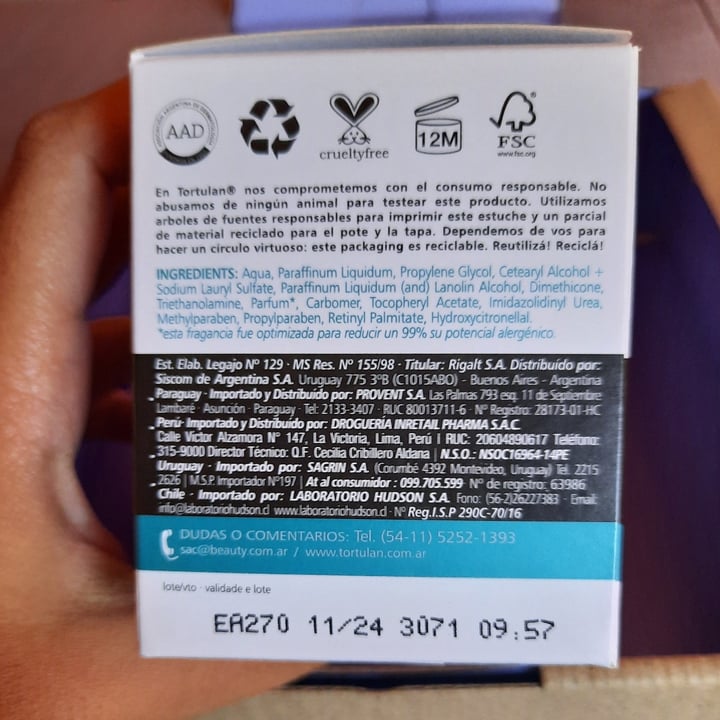 ASOCIACIÓN ARGENTINA DE DERMATOLOGÍA
AAD
crueltyfree
12M
FSC
www.fsc.org
En Tortulan® nos comprometemos con el consumo responsable. No
abusamos de ningún animal para testear este producto. Utilizamos
arboles de fuentes responsables para imprimir este estuche y un parcial
de material reciclado para el pote y la tapa. Dependemos de vos para
hacer un circulo virtuoso: este packaging es reciclable. Reutilizá! Reciclá!
INGREDIENTS: Aqua, Paraffinum Liquidum, Propylene Glycol, Cetearyl Alcohol +
Sodium Lauryl Sulfate, Paraffinum Liquidum (and) Lanolin Alcohol, Dimethicone,
Triethanolamine, Parfum*, Carbomer, Tocopheryl Acetate, Imidazolidinyl Urea,
Methylparaben, Propylparaben, Retinyl Palmitate, Hydroxycitronellal.
*esta fragancia fue optimizada para reducir un 99% su potencial alergénico.
Est. Elab. Legajo Nº 129 · MS Res. Nº 155/98 · Titular: Rigalt S.A. Distribuido por:
Siscom de Argentina S.A. Uruguay 775 3ºB (C1015ABO) · Buenos Aires · Argentina
Paraguay · Importado y Distribuido por: PROVENT S.A. Las Palmas 793 esq. 11 de Septiembre
Lambaré · Asunción · Paraguay · Tel: 2133-3407 · RUC 80013711-6 · Nº Registro: 28173-01-HC
Perú· Importado y Distribuido por: DROGUERÍA INRETAIL PHARMA S.A.C.
Calle Victor Alzamora Nº 147, La Victoria, Lima, Perú | RUC: 20604890617 Teléfono:
315-9000 Director Técnico: Q.F. Cecilia Cribillero Aldana | N.S.O.: NSOC16964-14PE
Uruguay · Importado por: SAGRIN S.A. (Corumbé 4392 Montevideo, Uruguay) Tel. 2215
2626 | M.S.P. Importador Nº197 | At al consumidor : 099.705.599· Nº de registro: 63986
Chile · Importado por: LABORATORIO HUDSON S.A. Fono: (56-2)26227383 · Email:
info@laboratoriohudson.cl www.laboratoriohudson.cl · Nº Reg.I.S.P 290C-70/16
DUDAS O COMENTARIOS: Tel. (54-11) 5252-1393
sac@beauty.com.ar / www.tortulan.com.ar
lote/vto · validade e lote
EA270 11/24 3071 09:57